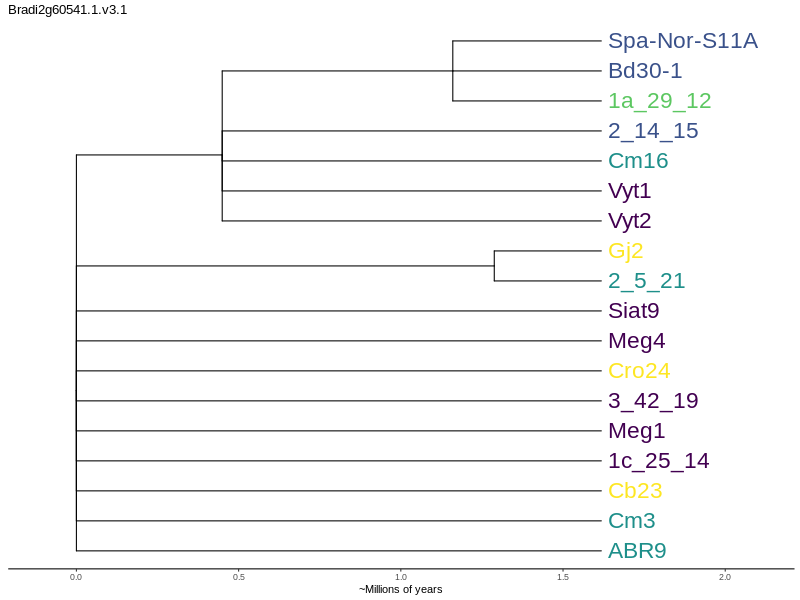 Bradi2g60541.1.v3.1
Spa-Nor-S11A
Bd30-1
1a_29_12
2_14_15
Cm16
Vyt1
Vyt2
Gj2
2_5_21
Siat9
Meg4
Cro24
3_42_19
Meg1
1c_25_14
Cb23
Cm3
ABR9
0.0 0.5 1.0 1.5 2.0
~Millions of years